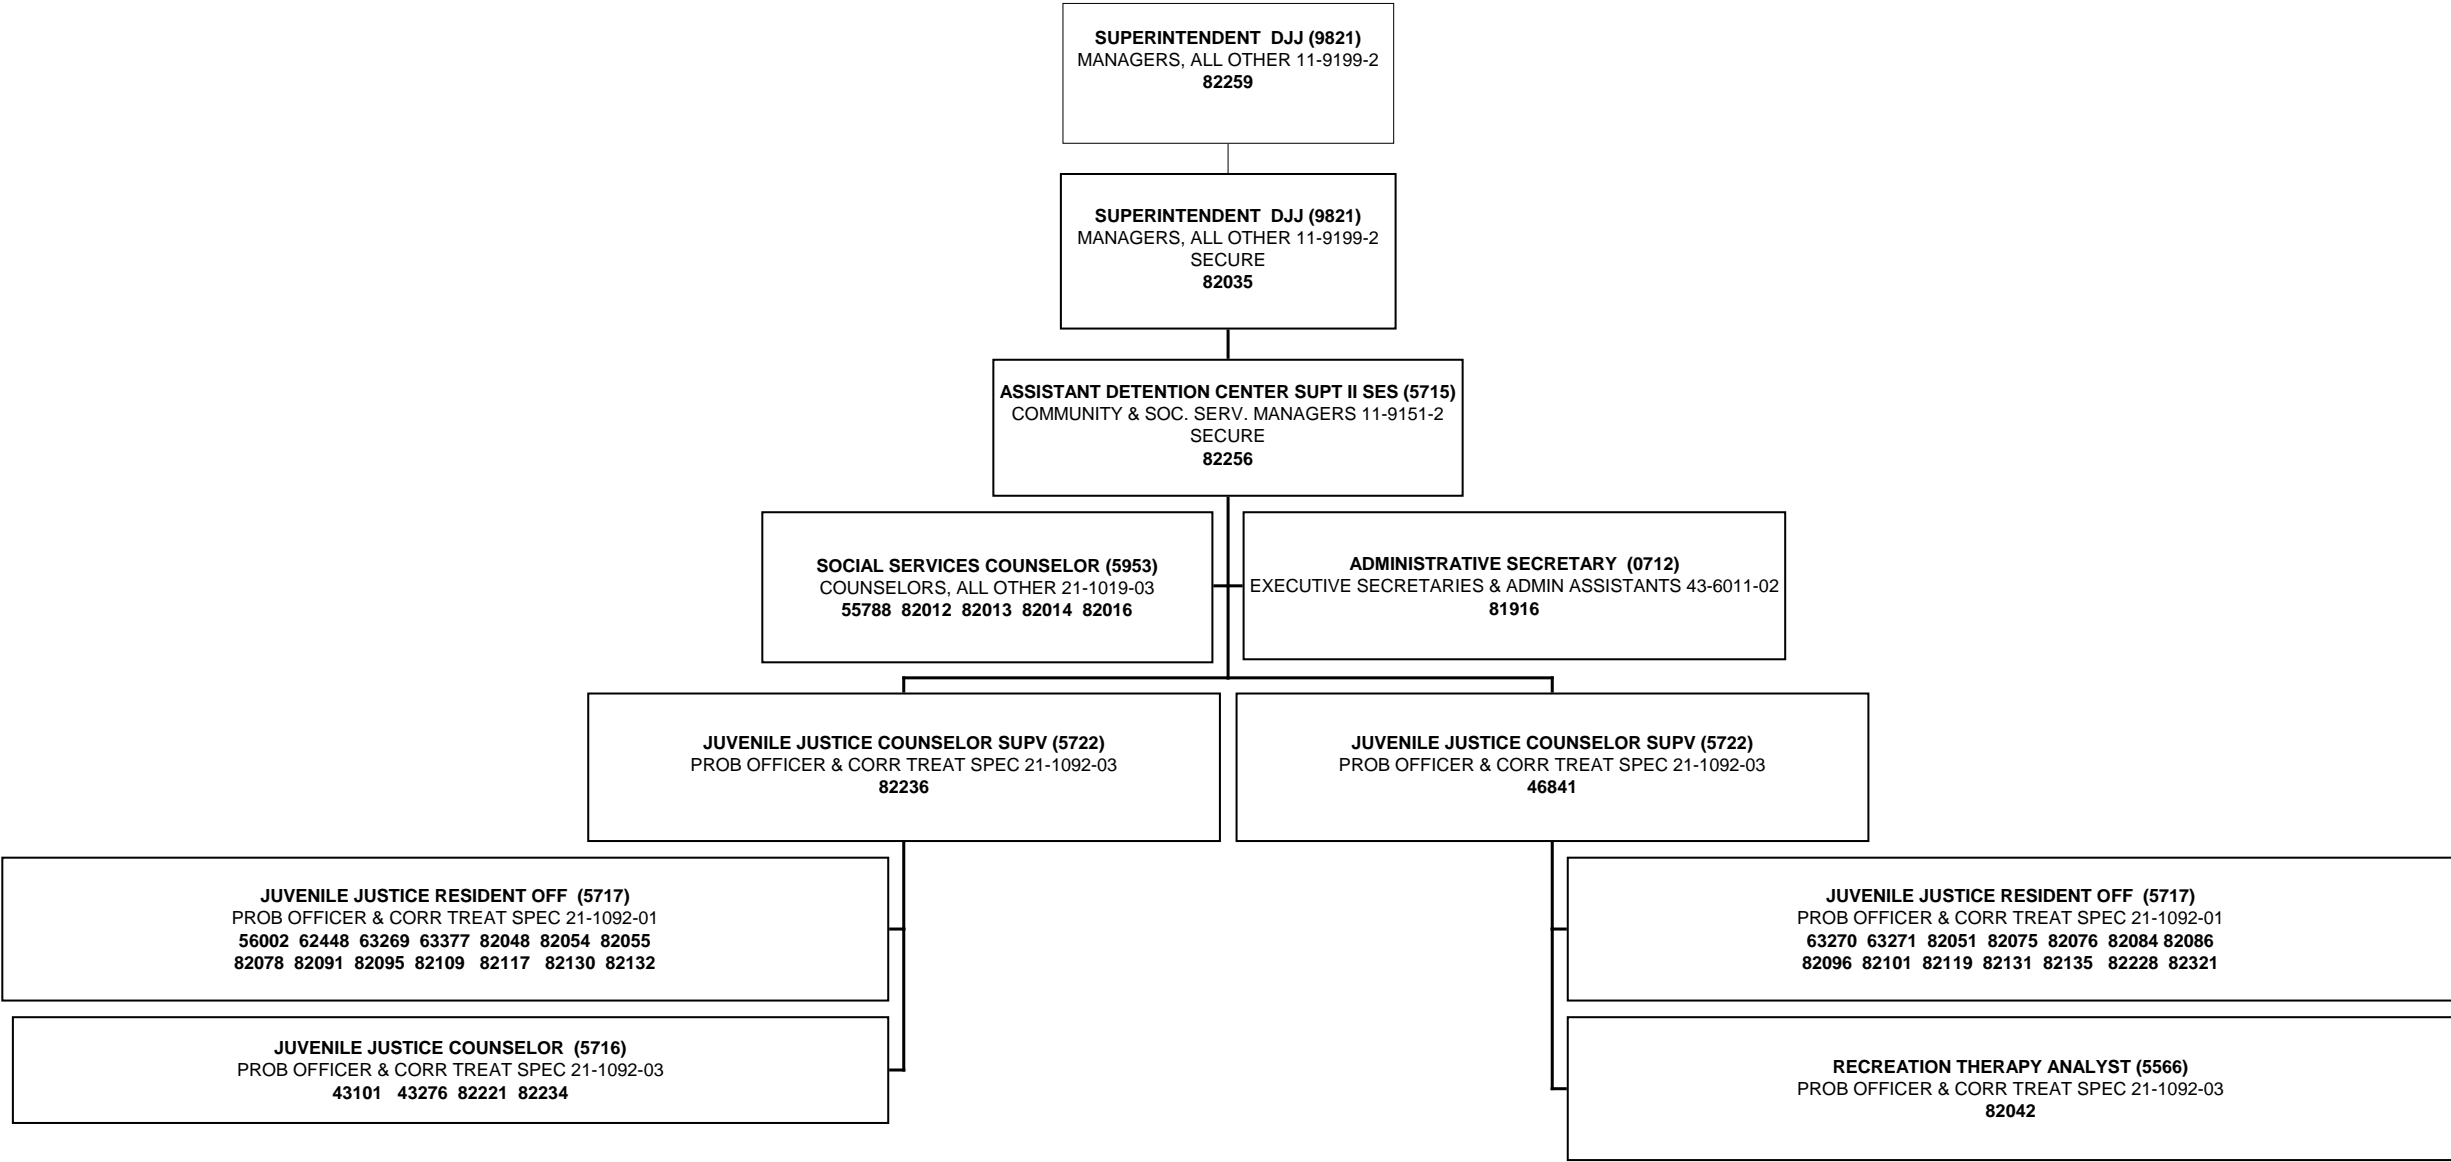 SUPERINTENDENT  DJJ (9821)
MANAGERS, ALL OTHER 11-9199-2
82259
SUPERINTENDENT  DJJ (9821)
MANAGERS, ALL OTHER 11-9199-2
SECURE
82035
ASSISTANT DETENTION CENTER SUPT II SES (5715)
COMMUNITY & SOC. SERV. MANAGERS 11-9151-2
SECURE
82256
SOCIAL SERVICES COUNSELOR (5953)
COUNSELORS, ALL OTHER 21-1019-03
55788  82012  82013  82014  82016
ADMINISTRATIVE SECRETARY  (0712)
EXECUTIVE SECRETARIES & ADMIN ASSISTANTS 43-6011-02
81916
JUVENILE JUSTICE COUNSELOR SUPV (5722)
PROB OFFICER & CORR TREAT SPEC 21-1092-03
82236
JUVENILE JUSTICE COUNSELOR SUPV (5722)
PROB OFFICER & CORR TREAT SPEC 21-1092-03
46841
JUVENILE JUSTICE RESIDENT OFF  (5717)
PROB OFFICER & CORR TREAT SPEC 21-1092-01
56002  62448  63269  63377  82048  82054  82055
82078  82091  82095  82109   82117   82130  82132
JUVENILE JUSTICE RESIDENT OFF  (5717)
PROB OFFICER & CORR TREAT SPEC 21-1092-01
63270  63271  82051  82075  82076  82084 82086
82096  82101  82119  82131  82135   82228  82321
JUVENILE JUSTICE COUNSELOR  (5716)
PROB OFFICER & CORR TREAT SPEC 21-1092-03
43101   43276  82221  82234
RECREATION THERAPY ANALYST (5566)
PROB OFFICER & CORR TREAT SPEC 21-1092-03
82042